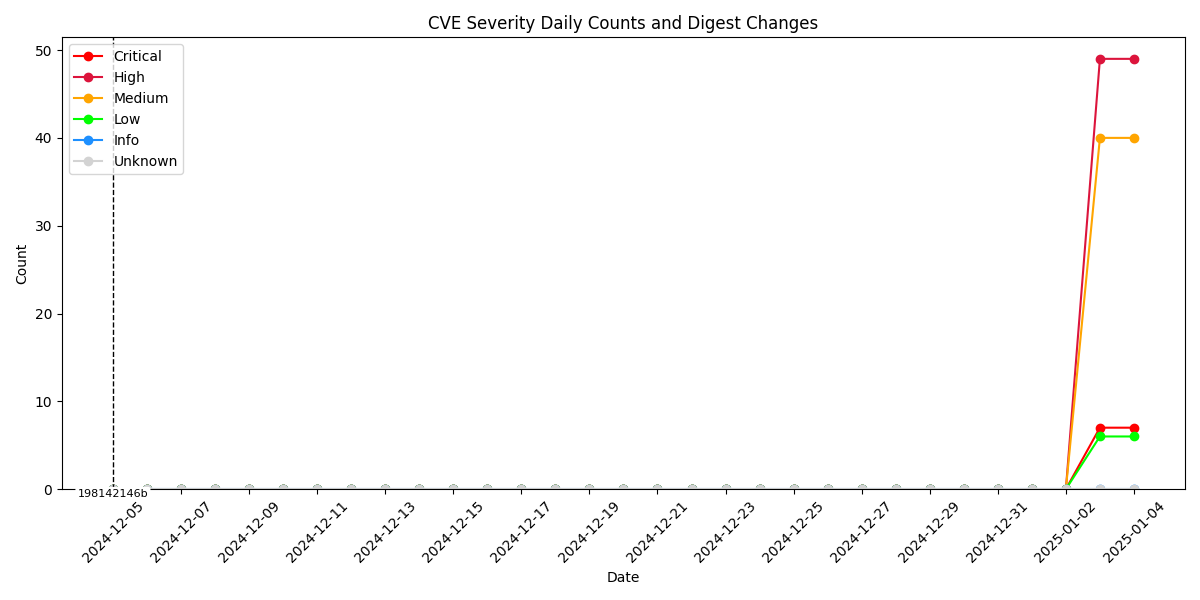 CVE Severity Daily Counts and Digest Changes
Critical
High
Medium
Low
Info
Unknown
Count
50
40
30
20
10
0
198142146b
2024-12-05
2024-12-07
2024-12-09
2024-12-11
2024-12-13
2024-12-15
2024-12-17
2024-12-19
2024-12-21
2024-12-23
2024-12-25
2024-12-27
2024-12-29
2024-12-31
2025-01-02
2025-01-04
Date